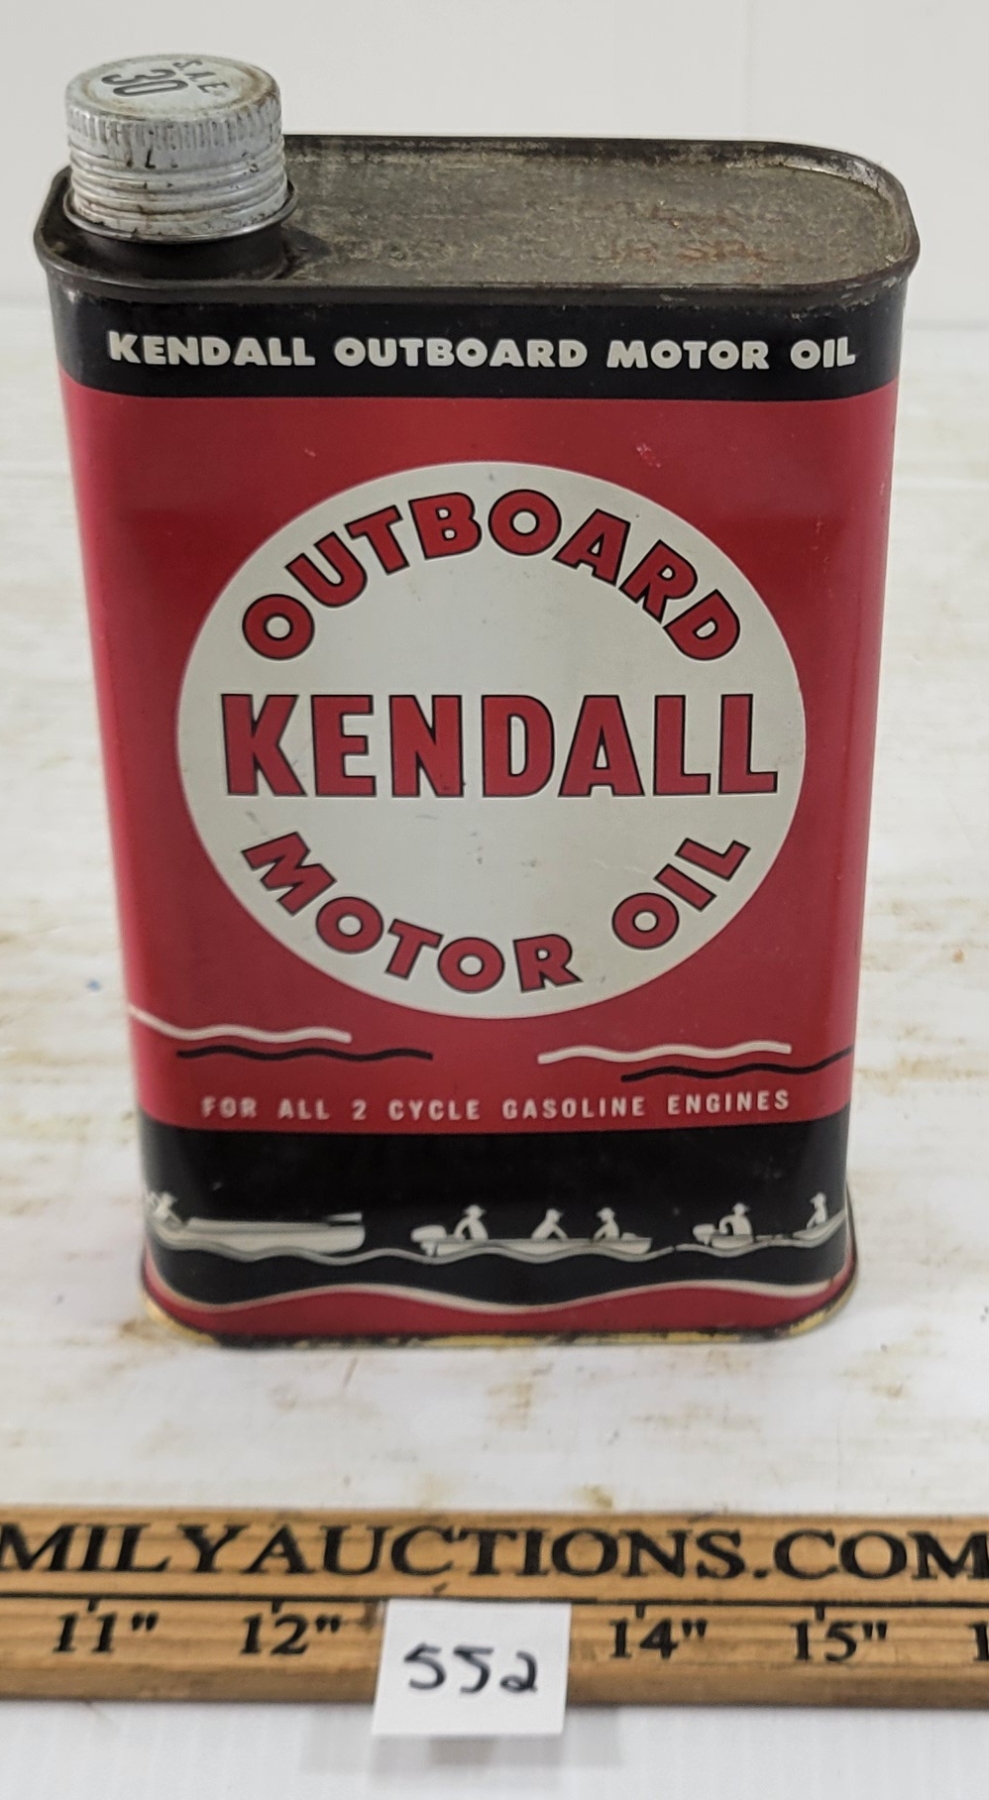 S.A.E.
30
KENDALL OUTBOARD MOTOR OIL
OUTBOARD
KENDALL
MOTOR OIL
FOR ALL 2 CYCLE GASOLINE ENGINES
MILYAUCTIONS.COM
11" 12" 14" 15"
552